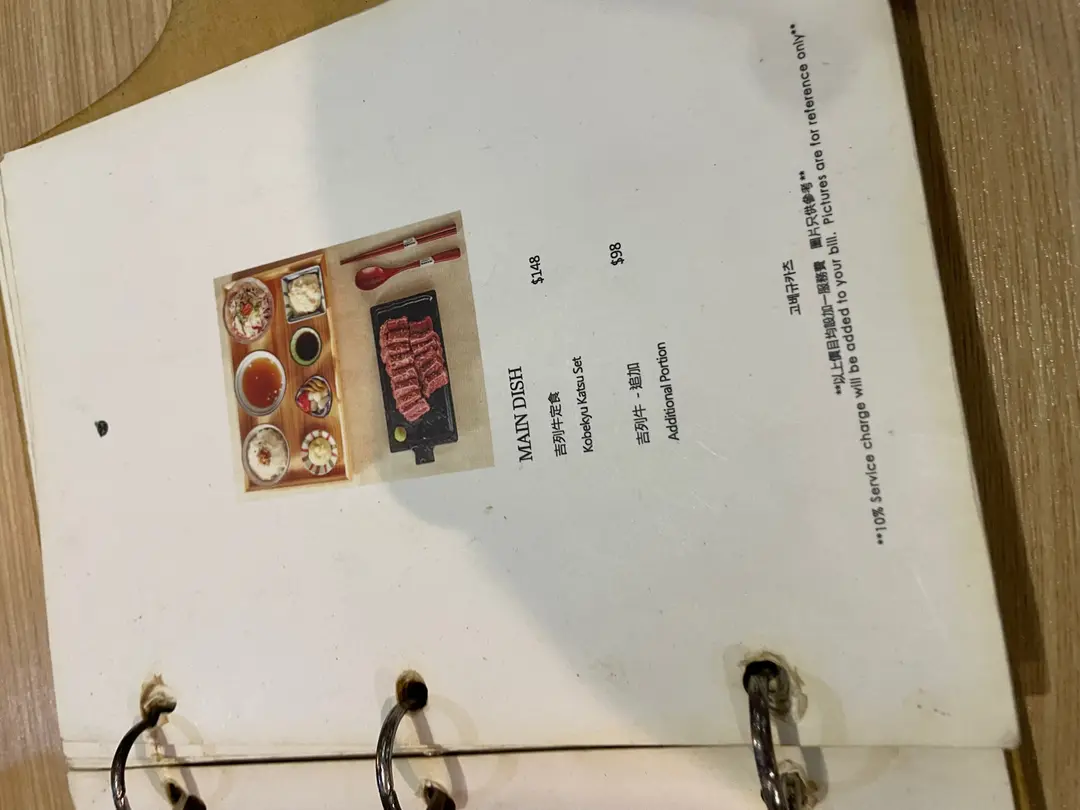 MAIN DISH
吉列牛定食 $148
Kobekyu Katsu Set
吉列牛 - 追加 $98
Additional Portion
고베규카츠
**以上價目均設加一服務費 圖片只供參考**
**10% Service charge will be added to your bill. Pictures are for reference only**